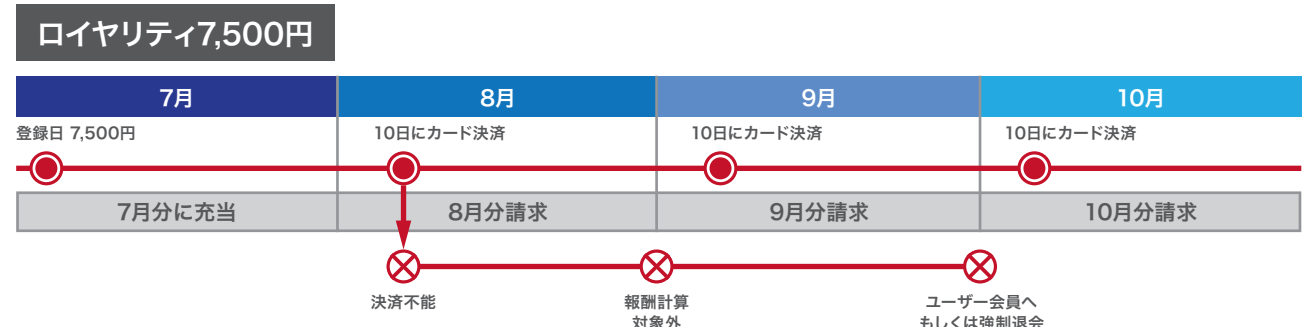 ロイヤリティ7,500円
7月 8月 9月 10月
登録日 7,500円 10日にカード決済 10日にカード決済 10日にカード決済
7月分に充当 8月分請求 9月分請求 10月分請求
決済不能 報酬計算 ユーザー会員へ
対象外 もしくは強制退会